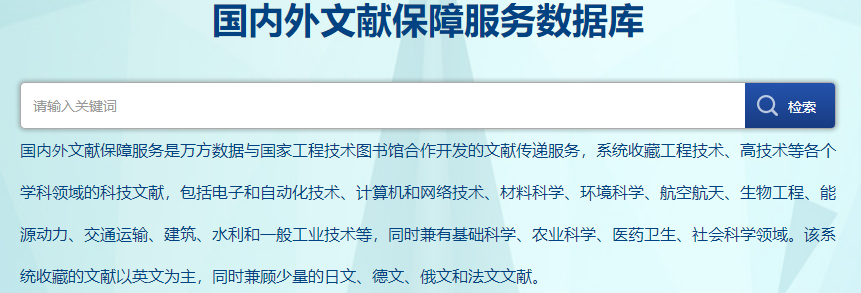 国内外文献保障服务数据库
请输入关键词
检索
国内外文献保障服务是万方数据与国家工程技术图书馆合作开发的文献传递服务，系统收藏工程技术、高技术等各个
学科领域的科技文献，包括电子和自动化技术、计算机和网络技术、材料科学、环境科学、航空航天、生物工程、能
源动力、交通运输、建筑、水利和一般工业技术等，同时兼有基础科学、农业科学、医药卫生、社会科学领域。该系
统收藏的文献以英文为主，同时兼顾少量的日文、德文、俄文和法文文献。